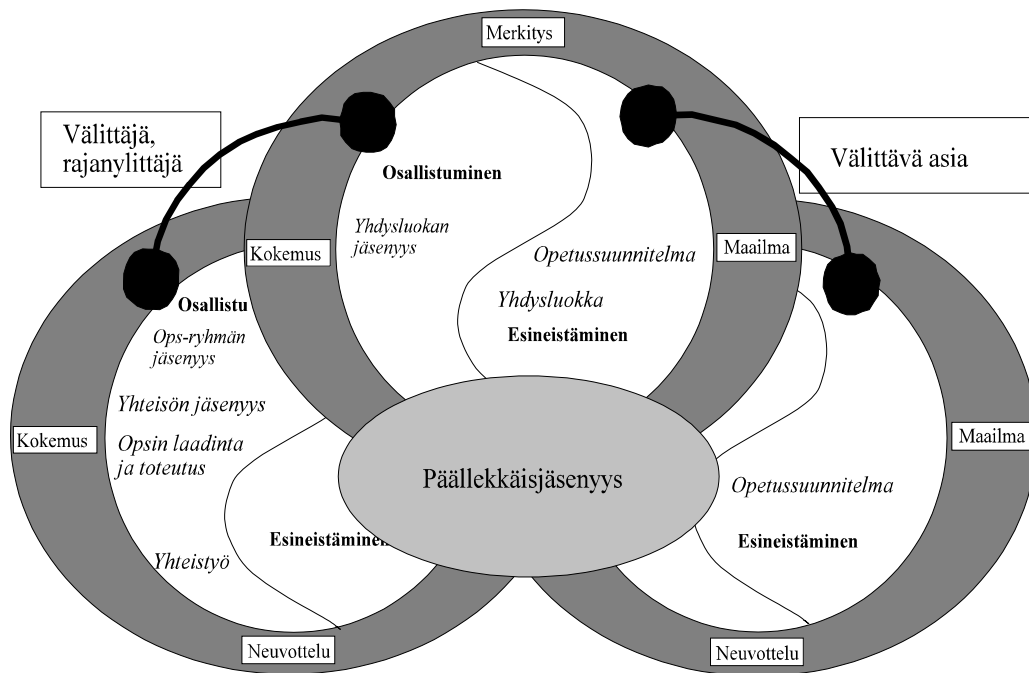 Merkitys
Välittäjä,
rajanylittäjä
Välittävä asia
Osallistuminen
Yhdysluokan
jäsenyys
Kokemus
Opetussuunnitelma
Maailma
Yhdysluokka
Esineistäminen
Osallistu
Ops-ryhmän
jäsenyys
Yhteisön jäsenyys
Kokemus
Opsin laadinta
ja toteutus
Maailma
Päällekkäisjäsenyys
Opetussuunnitelma
Esineistäminen
Esineistäminen
Yhteistyö
Neuvottelu
Neuvottelu